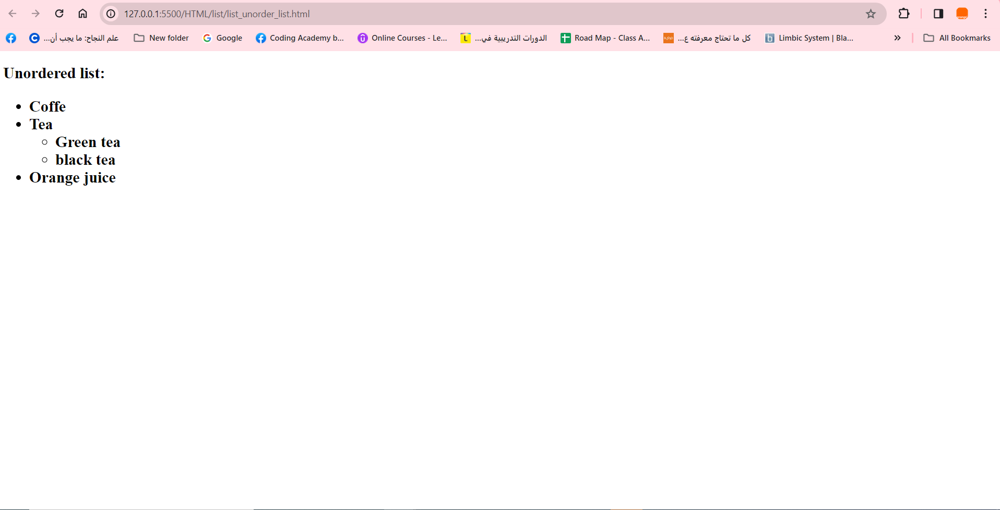 127.0.0.1:5500/HTML/list/list_unorder_list.html
علم النجاح: ما يجب أن...
New folder
Google
Coding Academy b...
Online Courses - Le...
الدورات التدريبية في...
Road Map - Class A...
كل ما تحتاج معرفته ع...
Limbic System | Bla...
All Bookmarks
Unordered list:
Coffe
Tea
Green tea
black tea
Orange juice